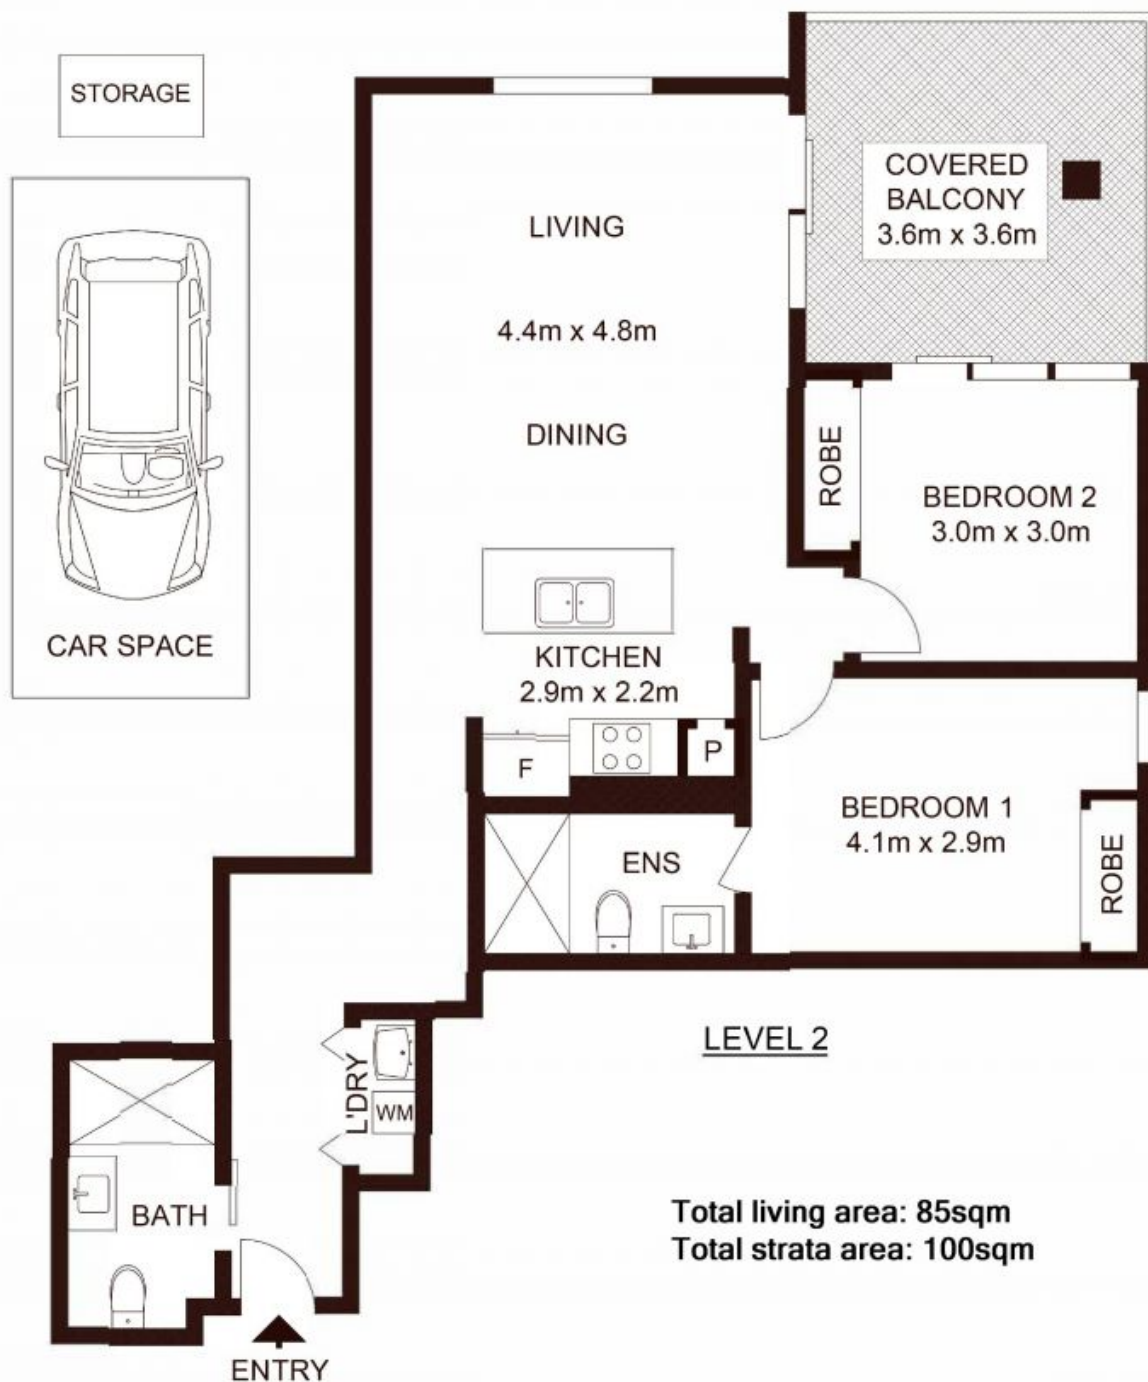 STORAGE
CAR SPACE
LIVING
4.4m x 4.8m
DINING
COVERED
BALCONY
3.6m x 3.6m
ROBE
BEDROOM 2
3.0m x 3.0m
KITCHEN
2.9m x 2.2m
F
P
BEDROOM 1
4.1m x 2.9m
ROBE
ENS
LEVEL 2
L'DRY
WM
BATH
ENTRY
Total living area: 85sqm
Total strata area: 100sqm